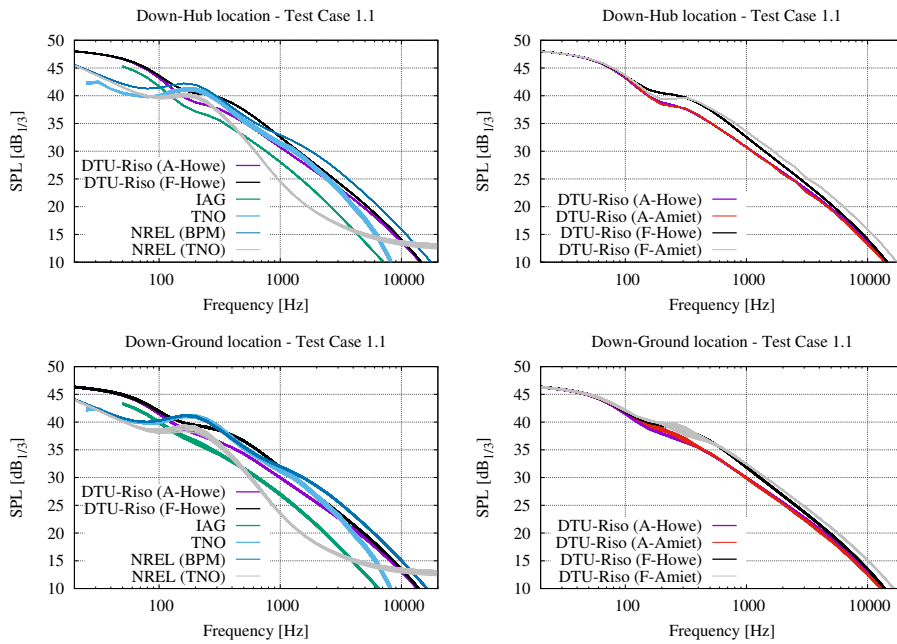 Down-Hub location - Test Case 1.1
SPL [dB1/3]
50
45
40
35
30
25
20
15
10
DTU-Riso (A-Howe)
DTU-Riso (F-Howe)
IAG
TNO
NREL (BPM)
NREL (TNO)
100
1000
10000
Frequency [Hz]
Down-Hub location - Test Case 1.1
SPL [dB1/3]
50
45
40
35
30
25
20
15
10
DTU-Riso (A-Howe)
DTU-Riso (A-Amiet)
DTU-Riso (F-Howe)
DTU-Riso (F-Amiet)
100
1000
10000
Frequency [Hz]
Down-Ground location - Test Case 1.1
SPL [dB1/3]
50
45
40
35
30
25
20
15
10
DTU-Riso (A-Howe)
DTU-Riso (F-Howe)
IAG
TNO
NREL (BPM)
NREL (TNO)
100
1000
10000
Frequency [Hz]
Down-Ground location - Test Case 1.1
SPL [dB1/3]
50
45
40
35
30
25
20
15
10
DTU-Riso (A-Howe)
DTU-Riso (A-Amiet)
DTU-Riso (F-Howe)
DTU-Riso (F-Amiet)
100
1000
10000
Frequency [Hz]